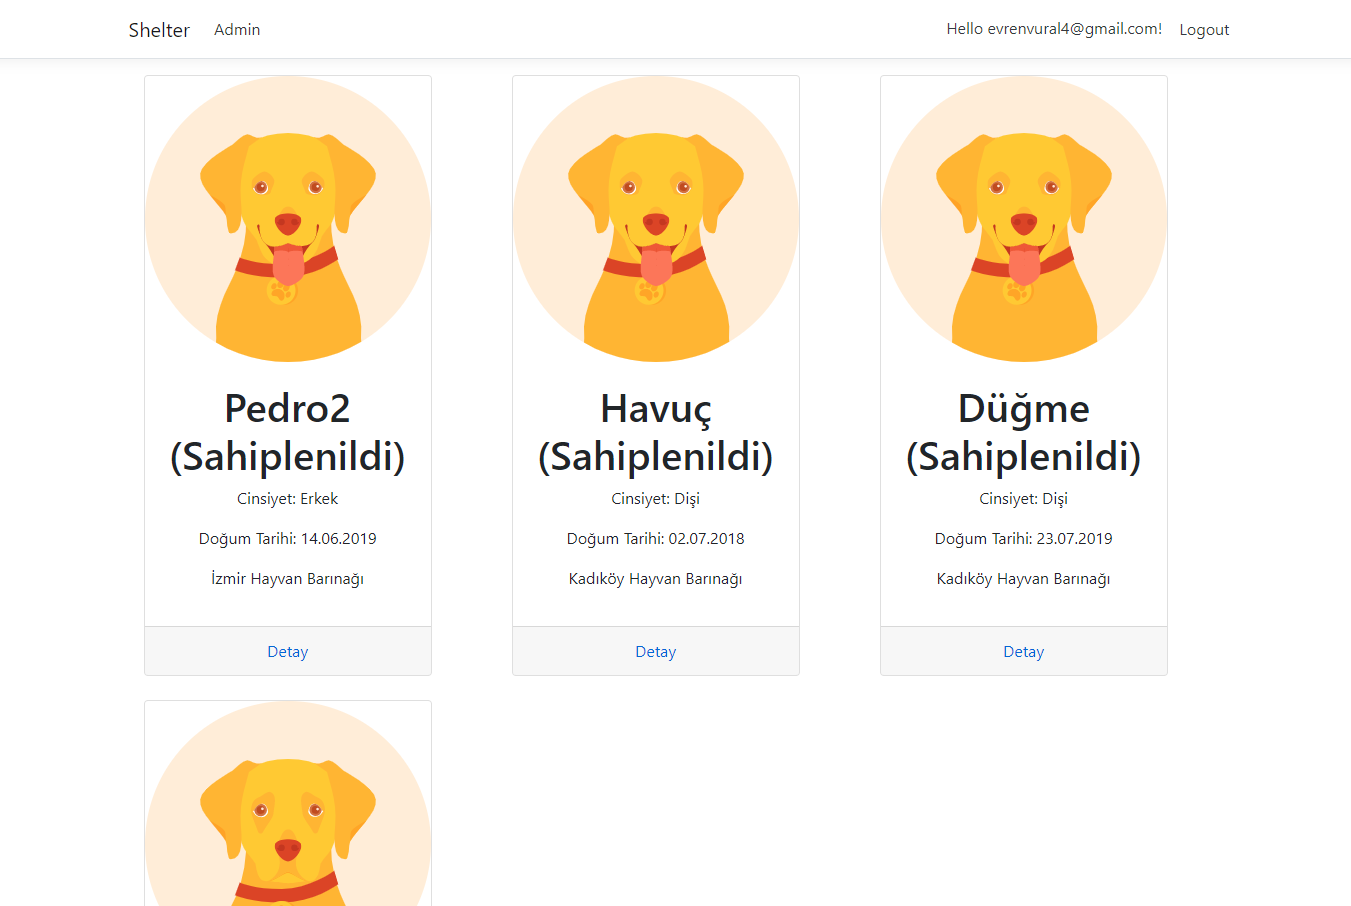 Shelter Admin Hello evrenvural4@gmail.com! Logout
Pedro2
(Sahiplenildi)
Cinsiyet: Erkek
Doğum Tarihi: 14.06.2019
İzmir Hayvan Barınağı
Detay
Havuç
(Sahiplenildi)
Cinsiyet: Dişi
Doğum Tarihi: 02.07.2018
Kadıköy Hayvan Barınağı
Detay
Düğme
(Sahiplenildi)
Cinsiyet: Dişi
Doğum Tarihi: 23.07.2019
Kadıköy Hayvan Barınağı
Detay